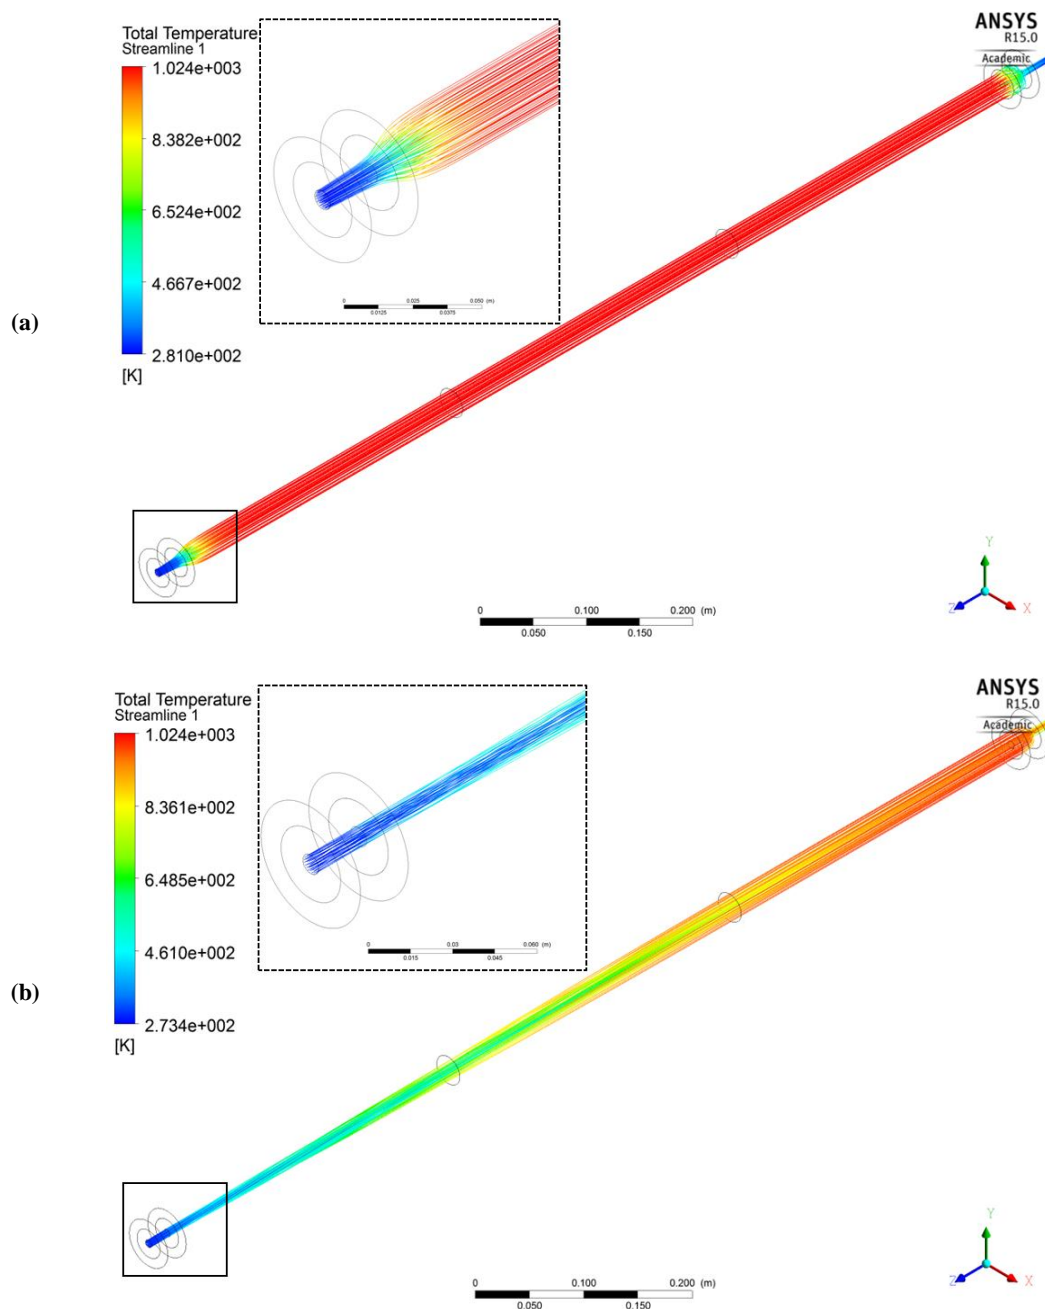 Total Temperature
Streamline 1
1.024e+003
8.382e+002
6.524e+002
4.667e+002
2.810e+002
[K]
0 0.025 0.050 (m)
0.0125 0.0375
ANSYS
R15.0
Academic
(a)
Y
Z X
0 0.100 0.200 (m)
0.050 0.150
Total Temperature
Streamline 1
1.024e+003
8.361e+002
6.485e+002
4.610e+002
2.734e+002
[K]
0 0.03 0.060 (m)
0.015 0.045
ANSYS
R15.0
Academic
(b)
Y
Z X
0 0.100 0.200 (m)
0.050 0.150